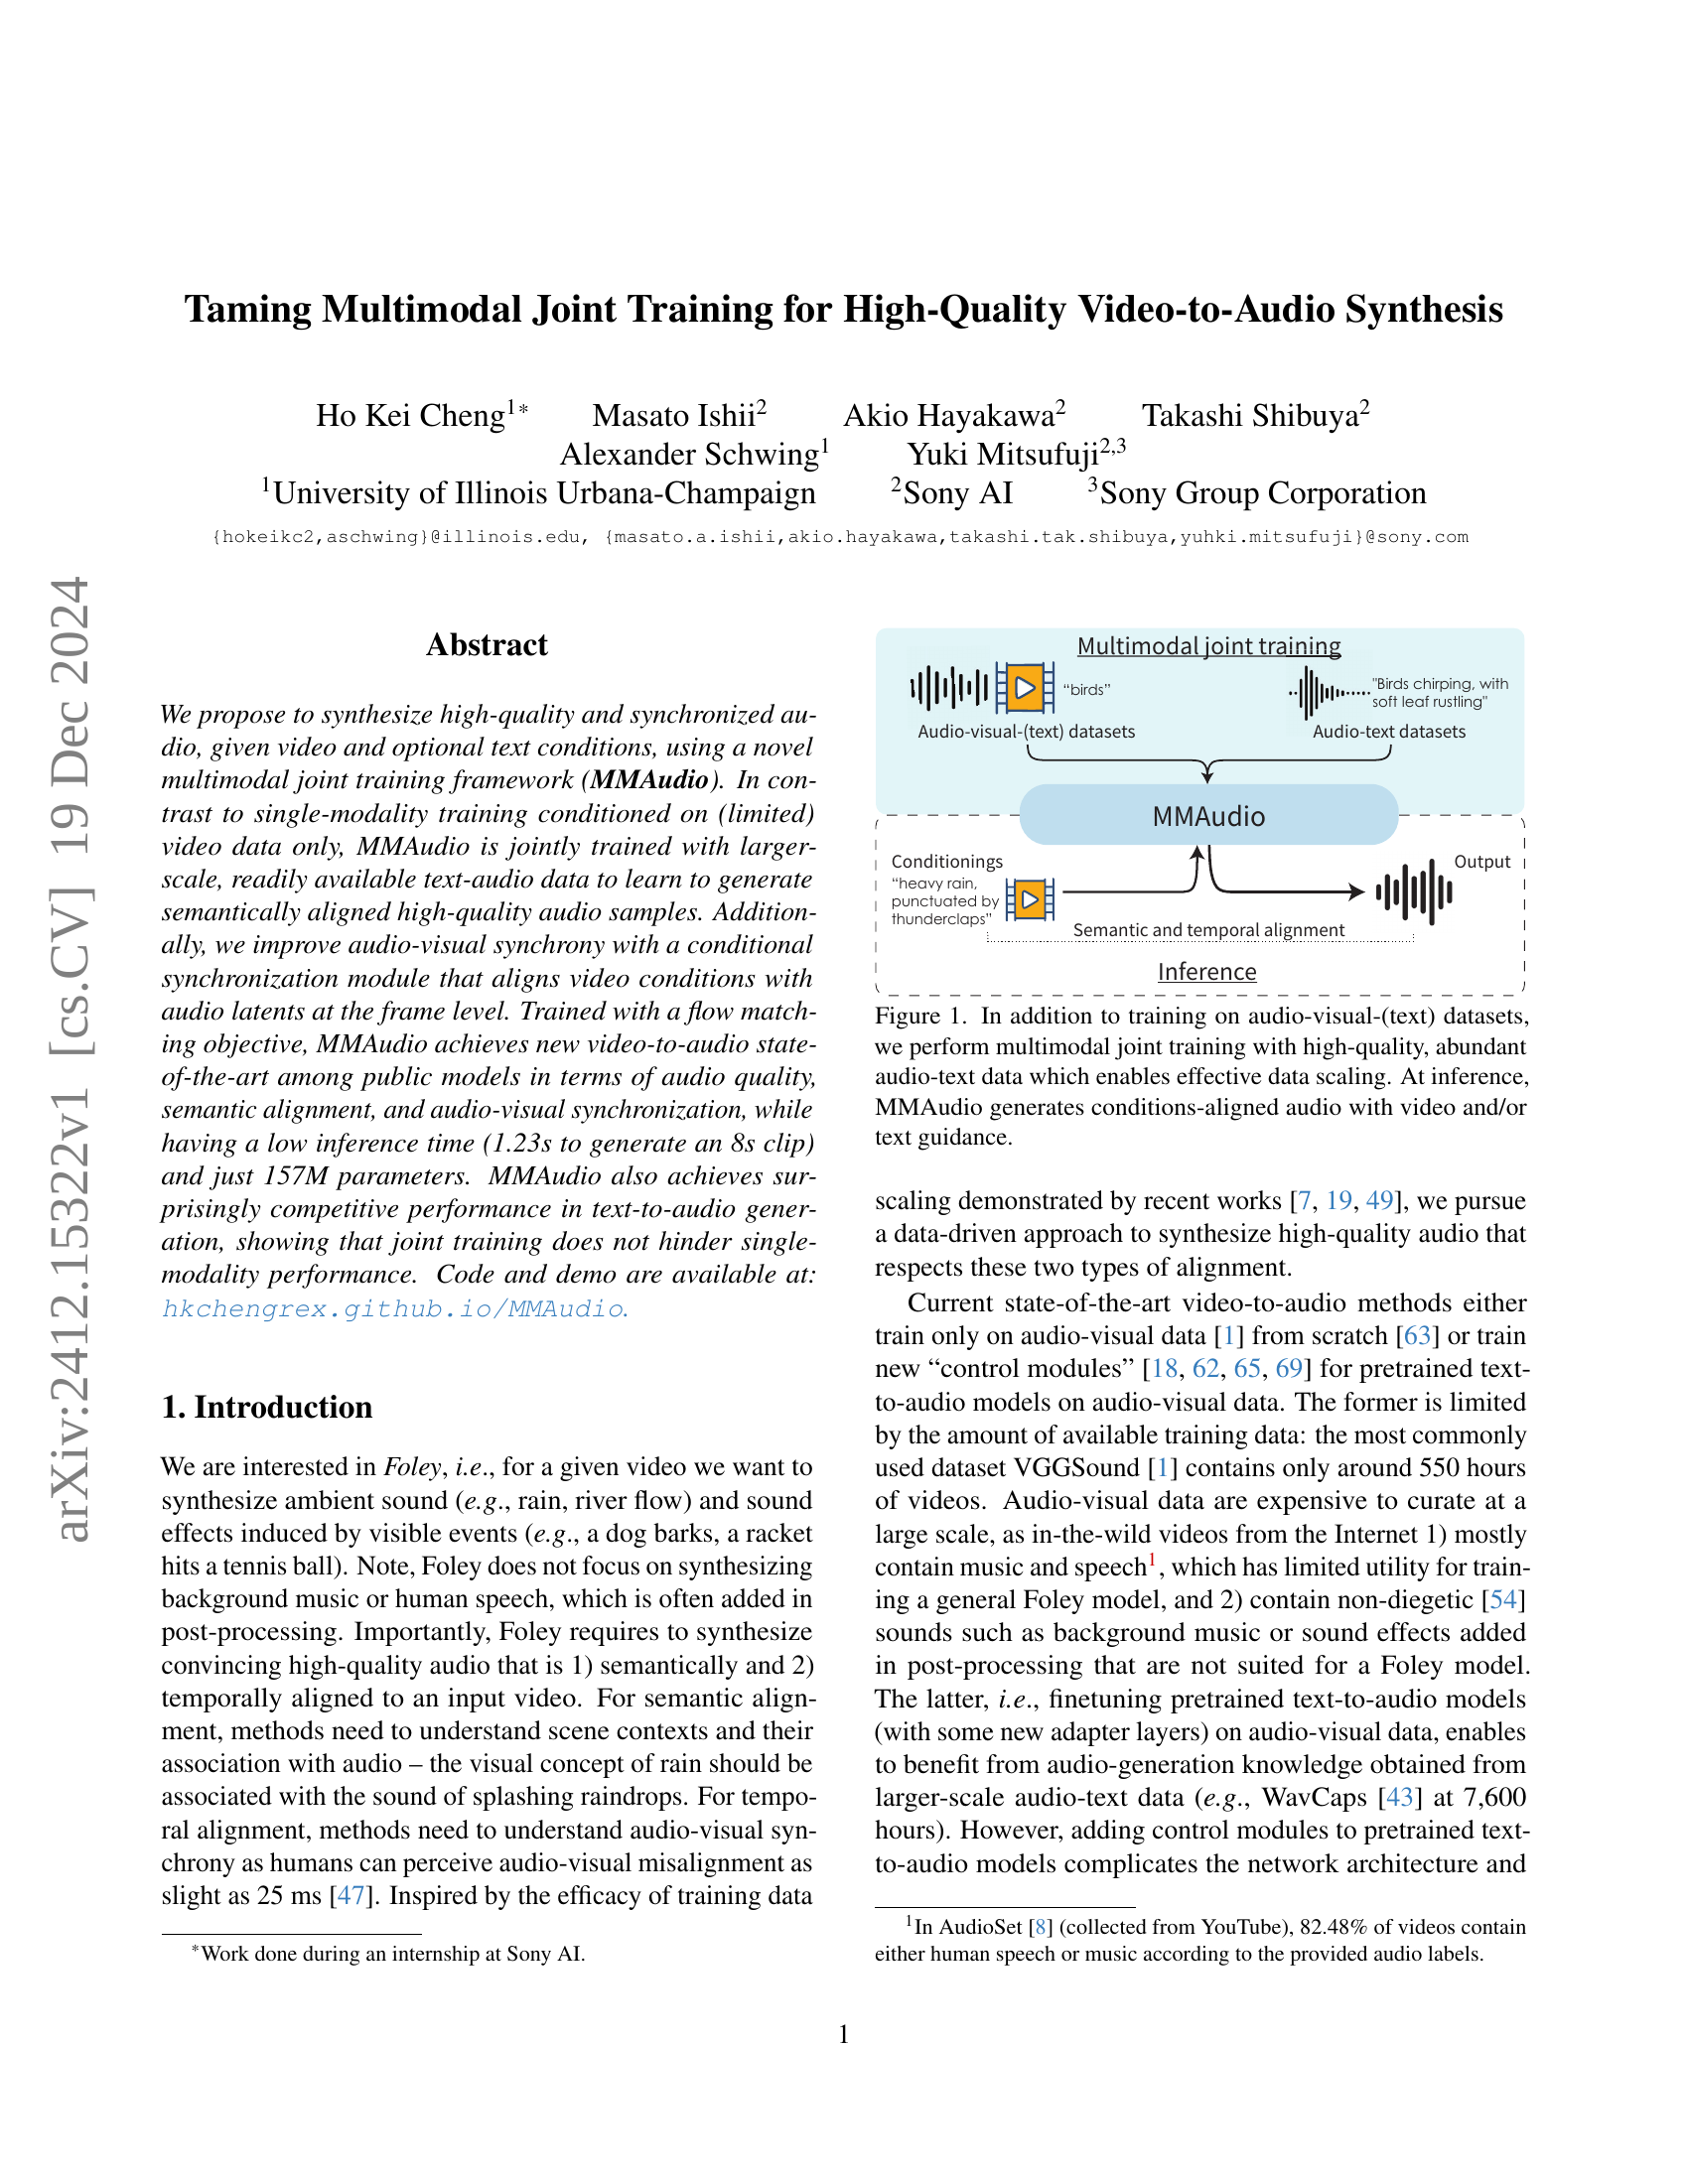 arXiv:2412.15322v1 [cs.CV] 19 Dec 2024
Taming Multimodal Joint Training for High-Quality Video-to-Audio Synthesis
Ho Kei Cheng1* Masato Ishii2 Akio Hayakawa2 Takashi Shibuya2
Alexander Schwing1 Yuki Mitsufuji2,3
1University of Illinois Urbana-Champaign 2Sony AI 3Sony Group Corporation
{hokeikc2,aschwing}@illinois.edu, {masato.a.ishii,akio.hayakawa,takashi.tak.shibuya,yuhki.mitsufuji}@sony.com
Abstract
We propose to synthesize high-quality and synchronized au-
dio, given video and optional text conditions, using a novel
multimodal joint training framework (MMAudio). In con-
trast to single-modality training conditioned on (limited)
video data only, MMAudio is jointly trained with larger-
scale, readily available text-audio data to learn to generate
semantically aligned high-quality audio samples. Addition-
ally, we improve audio-visual synchrony with a conditional
synchronization module that aligns video conditions with
audio latents at the frame level. Trained with a flow match-
ing objective, MMAudio achieves new video-to-audio state-
of-the-art among public models in terms of audio quality,
semantic alignment, and audio-visual synchronization, while
having a low inference time (1.23s to generate an 8s clip)
and just 157M parameters. MMAudio also achieves sur-
prisingly competitive performance in text-to-audio gener-
ation, showing that joint training does not hinder single-
modality performance. Code and demo are available at:
hkchengrex.github.io/MMAudio.
1. Introduction
We are interested in Foley, i.e., for a given video we want to
synthesize ambient sound (e.g., rain, river flow) and sound
effects induced by visible events (e.g., a dog barks, a racket
hits a tennis ball). Note, Foley does not focus on synthesizing
background music or human speech, which is often added in
post-processing. Importantly, Foley requires to synthesize
convincing high-quality audio that is 1) semantically and 2)
temporally aligned to an input video. For semantic align-
ment, methods need to understand scene contexts and their
association with audio – the visual concept of rain should be
associated with the sound of splashing raindrops. For tempo-
ral alignment, methods need to understand audio-visual syn-
chrony as humans can perceive audio-visual misalignment as
slight as 25 ms [47]. Inspired by the efficacy of training data
*Work done during an internship at Sony AI.
Multimodal joint training
“birds”
"Birds chirping, with
soft leaf rustling"
Audio-visual-(text) datasets
Audio-text datasets
MMAudio
Conditionings
“heavy rain,
punctuated by
thunderclaps”
Output
Semantic and temporal alignment
Inference
Figure 1. In addition to training on audio-visual-(text) datasets,
we perform multimodal joint training with high-quality, abundant
audio-text data which enables effective data scaling. At inference,
MMAudio generates conditions-aligned audio with video and/or
text guidance.
scaling demonstrated by recent works [7, 19, 49], we pursue
a data-driven approach to synthesize high-quality audio that
respects these two types of alignment.
Current state-of-the-art video-to-audio methods either
train only on audio-visual data [1] from scratch [63] or train
new “control modules” [18, 62, 65, 69] for pretrained text-
to-audio models on audio-visual data. The former is limited
by the amount of available training data: the most commonly
used dataset VGGSound [1] contains only around 550 hours
of videos. Audio-visual data are expensive to curate at a
large scale, as in-the-wild videos from the Internet 1) mostly
contain music and speech1, which has limited utility for train-
ing a general Foley model, and 2) contain non-diegetic [54]
sounds such as background music or sound effects added
in post-processing that are not suited for a Foley model.
The latter, i.e., finetuning pretrained text-to-audio models
(with some new adapter layers) on audio-visual data, enables
to benefit from audio-generation knowledge obtained from
larger-scale audio-text data (e.g., WavCaps [43] at 7,600
hours). However, adding control modules to pretrained text-
to-audio models complicates the network architecture and
1In AudioSet [8] (collected from YouTube), 82.48% of videos contain
either human speech or music according to the provided audio labels.
1